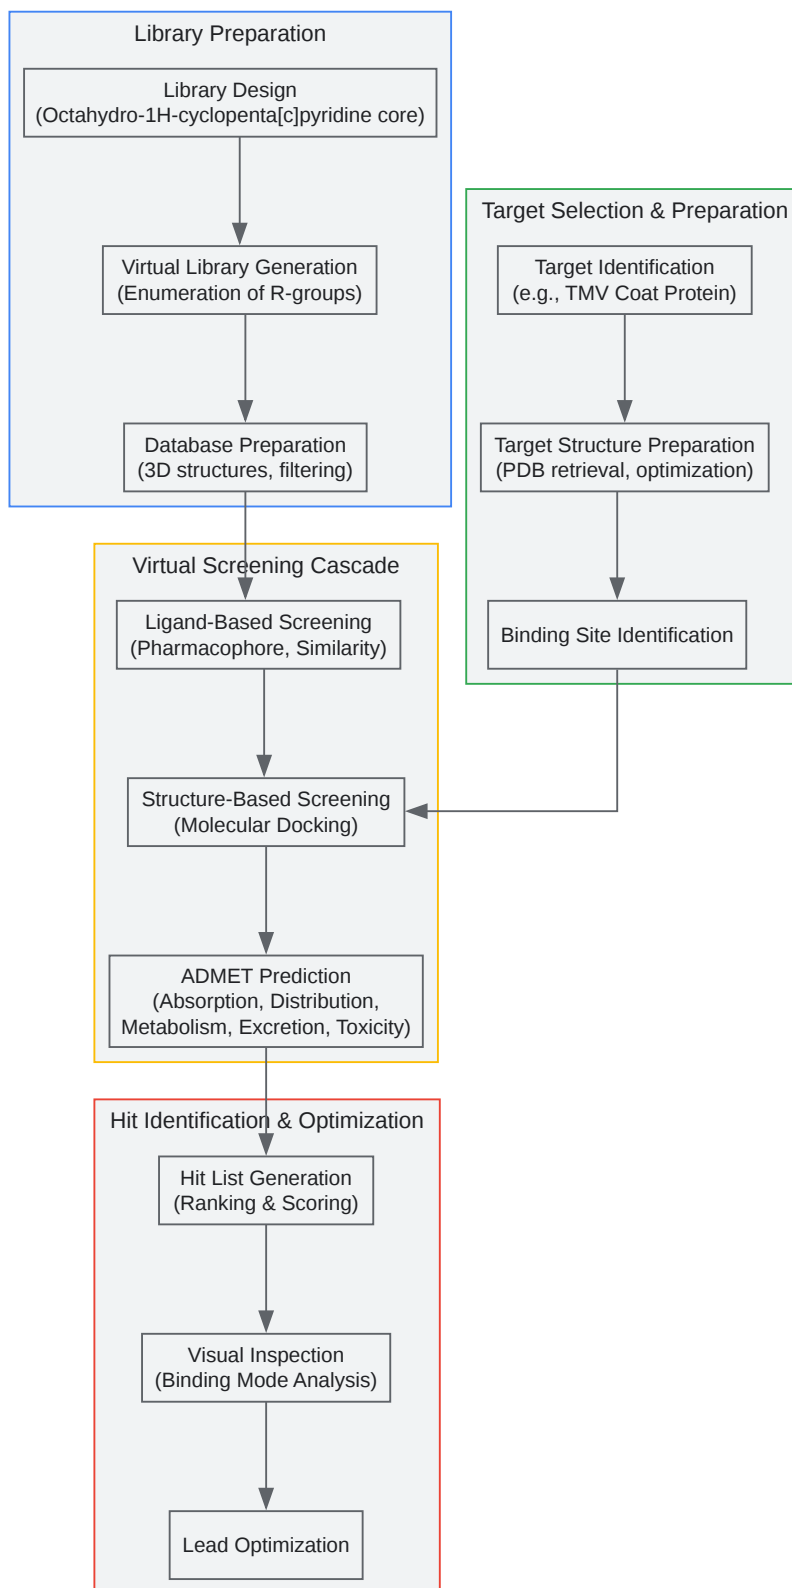 Library Preparation
Library Design
(Octahydro-1H-cyclopenta[c]pyridine core)
Virtual Library Generation
(Enumeration of R-groups)
Database Preparation
(3D structures, filtering)
Target Selection & Preparation
Target Identification
(e.g., TMV Coat Protein)
Target Structure Preparation
(PDB retrieval, optimization)
Binding Site Identification
Virtual Screening Cascade
Ligand-Based Screening
(Pharmacophore, Similarity)
Structure-Based Screening
(Molecular Docking)
ADMET Prediction
(Absorption, Distribution,
Metabolism, Excretion, Toxicity)
Hit Identification & Optimization
Hit List Generation
(Ranking & Scoring)
Visual Inspection
(Binding Mode Analysis)
Lead Optimization